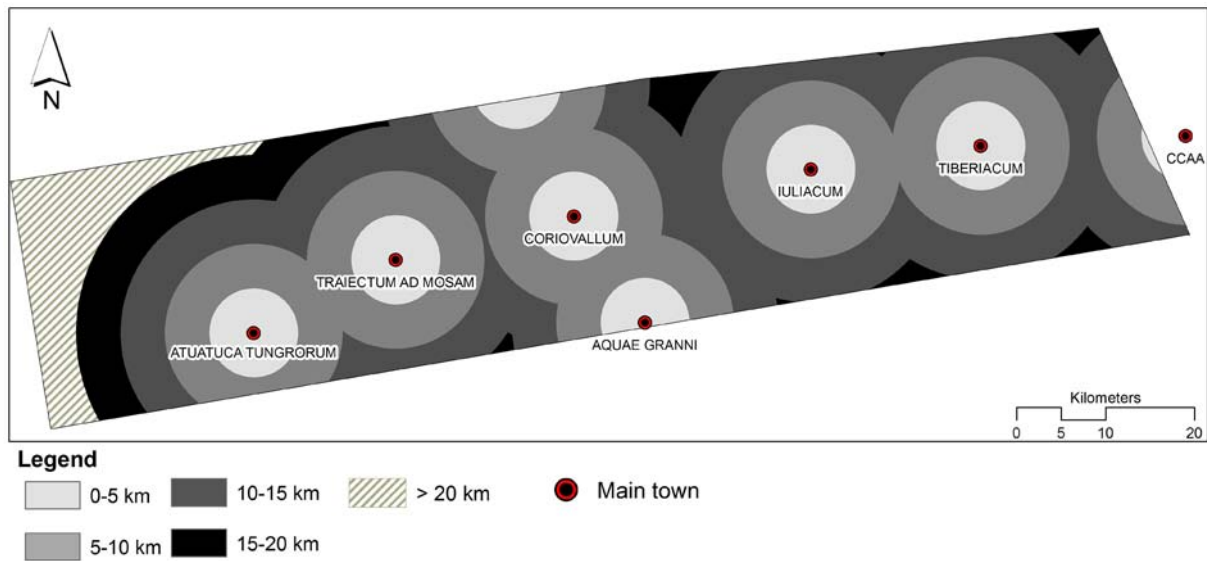 N
CCAA
TIBERIACUM
IULIACUM
CORIOVALLUM
TRAIECTUM AD MOSAM
AQUAE GRANNI
ATUATUCA TUNGRORUM
Kilometers
0 5 10 20
Legend
0-5 km
10-15 km
> 20 km
Main town
5-10 km
15-20 km